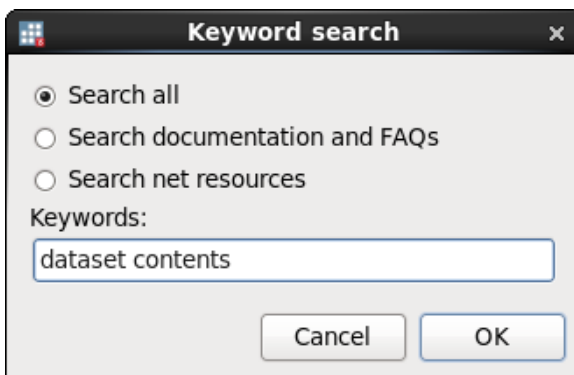 Keyword search
Search all
Search documentation and FAQs
Search net resources
Keywords:
dataset contents
Cancel OK